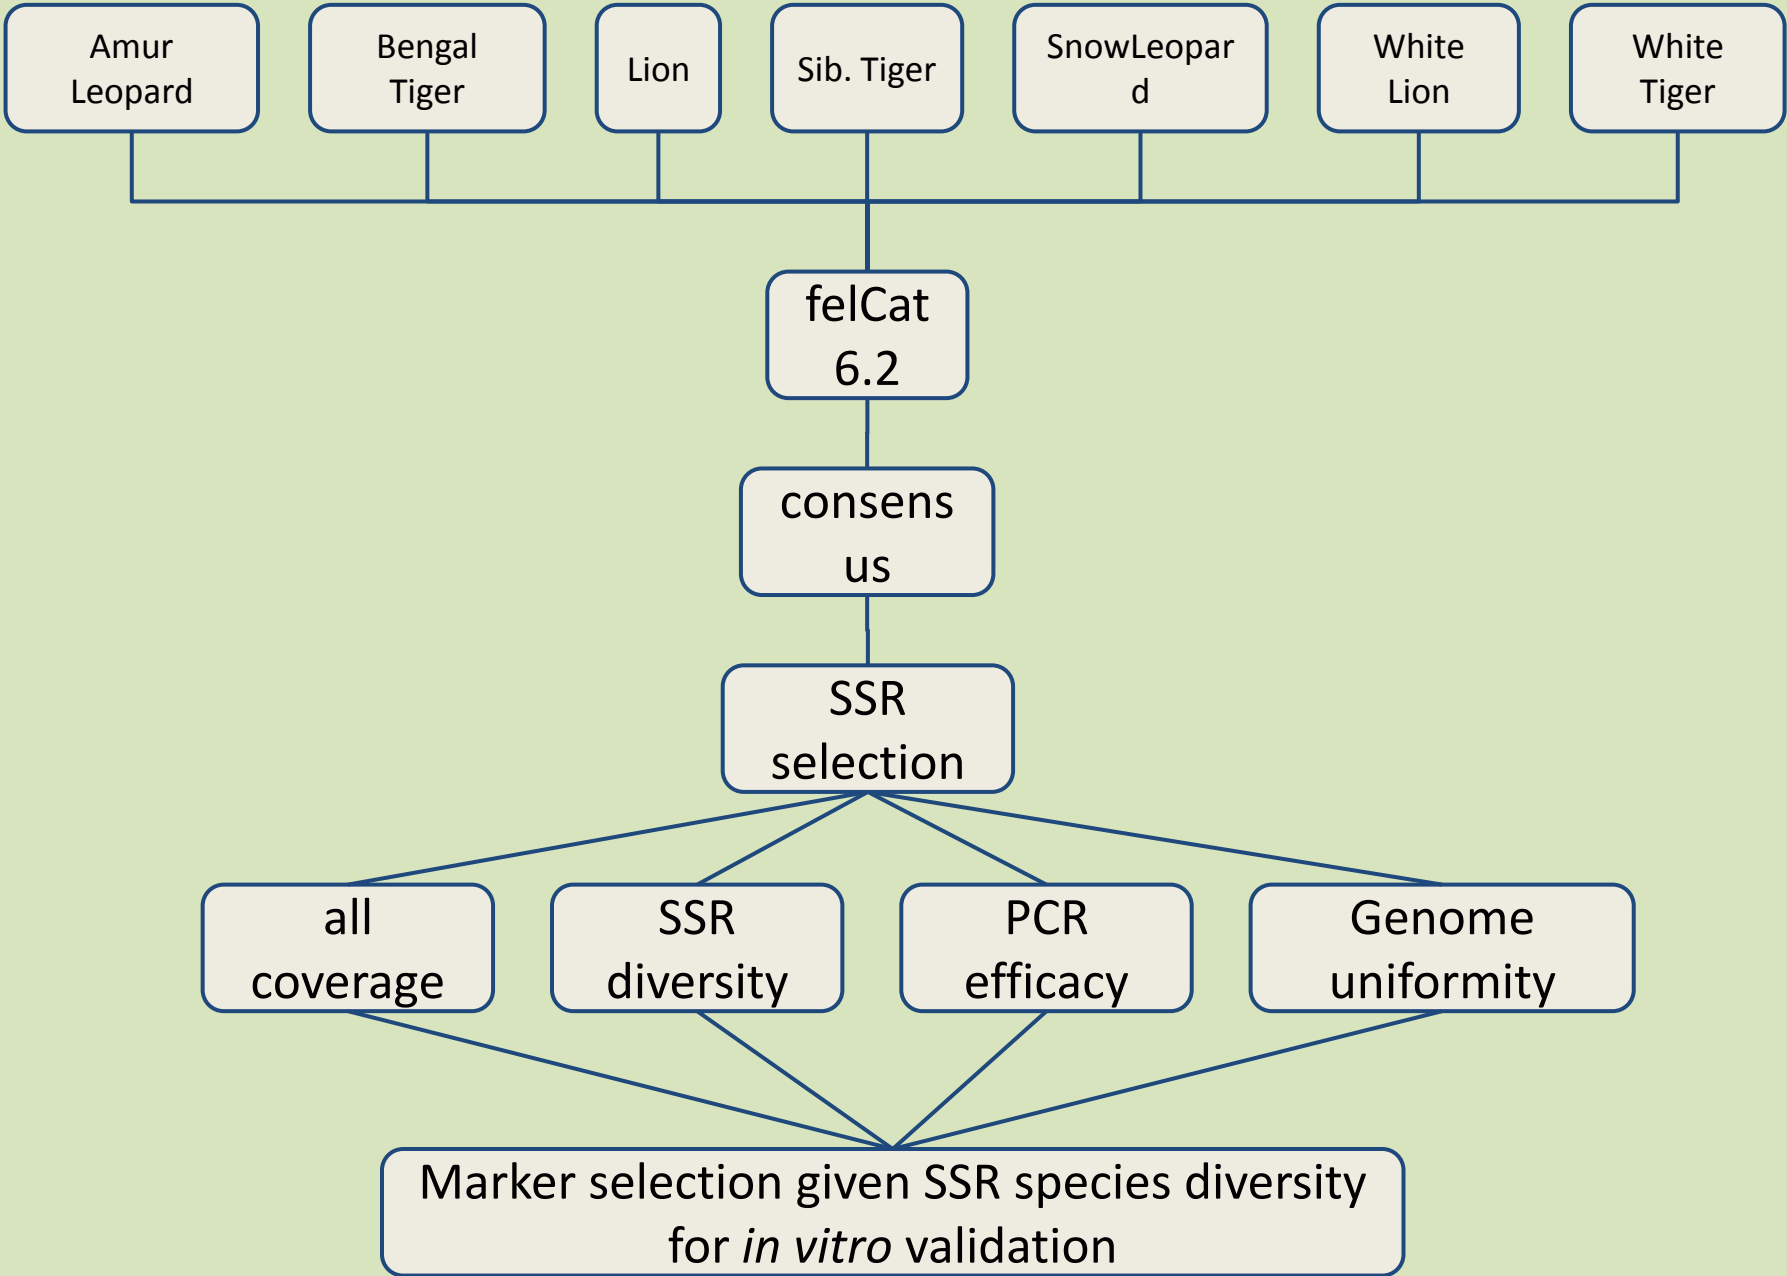 Amur
Leopard
Bengal
Tiger
Lion
Sib. Tiger
SnowLeopar
d
White
Lion
White
Tiger
felCat
6.2
consens
us
SSR
selection
all
coverage
SSR
diversity
PCR
efficacy
Genome
uniformity
Marker selection given SSR species diversity
for in vitro validation